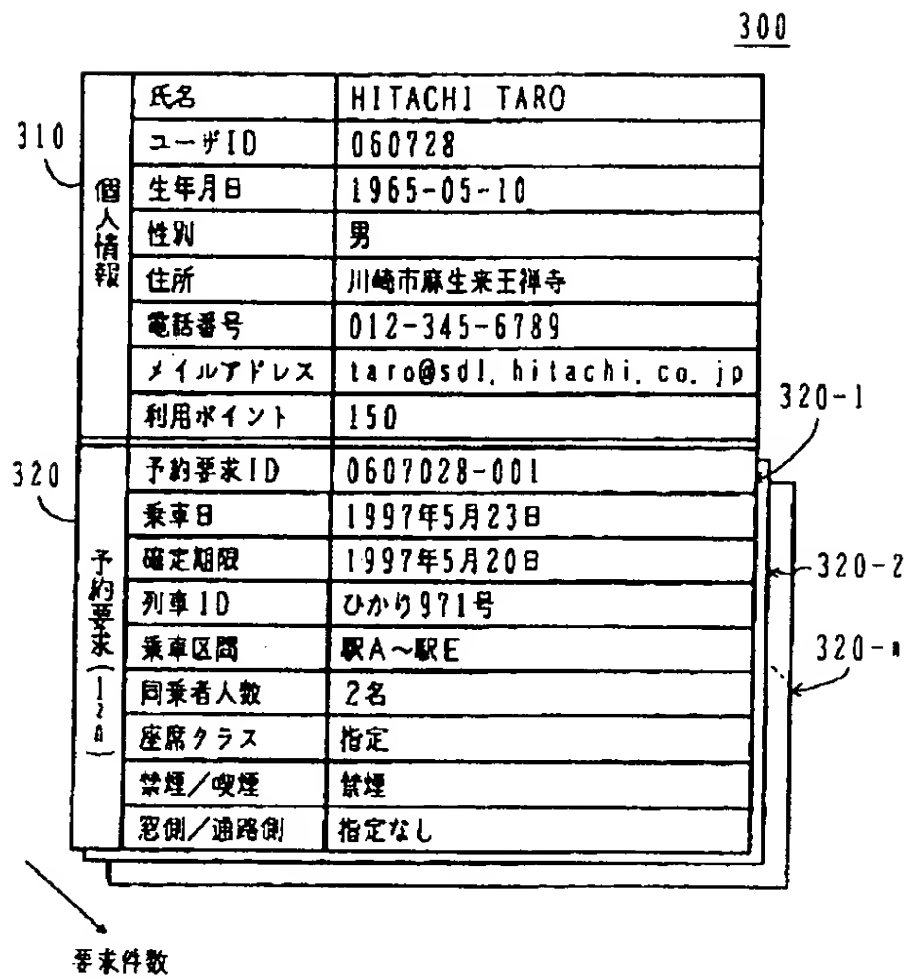 300
310
個人情報
氏名 HITACHI TARO
ユーザID 060728
生年月日 1965-05-10
性別 男
住所 川崎市麻生来王禅寺
電話番号 012-345-6789
メイルアドレス taro@sdl.hitachi.co.jp
利用ポイント 150
320-1
320
予約要求(1~n)
予約要求ID 0607028-001
乗車日 1997年5月23日
確定期限 1997年5月20日
320-2
列車ID ひかり971号
乗車区間 駅A~駅E
320-n
同乗者人数 2名
座席クラス 指定
禁煙/喫煙 禁煙
窓側/通路側 指定なし
要求件数